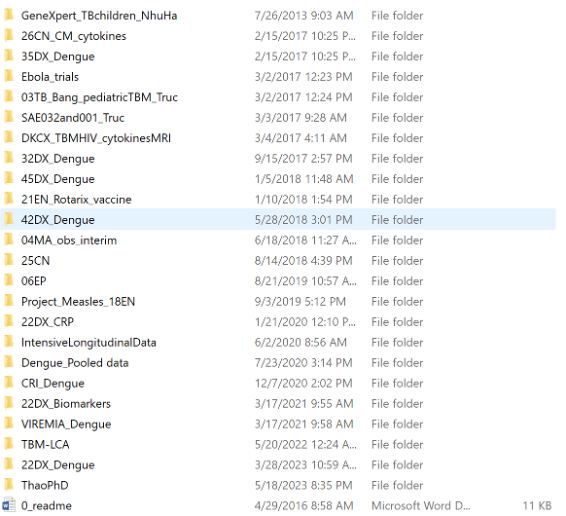 GeneXpert_TBchildren_NhuHa 7/26/2013 9:03 AM File folder
26CN_CM_cytokines 2/15/2017 10:25 P... File folder
35DX_Dengue 2/15/2017 10:25 P... File folder
Ebola_trials 3/2/2017 12:23 PM File folder
03TB_Bang_pediatricTBM_Truc 3/2/2017 12:24 PM File folder
SAE032and001_Truc 3/3/2017 9:28 AM File folder
DKCX_TBMHIV_cytokinesMRI 3/4/2017 4:11 AM File folder
32DX_Dengue 9/15/2017 2:57 PM File folder
45DX_Dengue 1/5/2018 11:48 AM File folder
21EN_Rotarix_vaccine 1/10/2018 1:54 PM File folder
42DX_Dengue 5/28/2018 3:01 PM File folder
04MA_obs_interim 6/18/2018 11:27 A... File folder
25CN 8/14/2018 4:39 PM File folder
06EP 8/21/2019 10:57 A... File folder
Project_Measles_18EN 9/3/2019 5:12 PM File folder
22DX_CRP 1/21/2020 12:10 P... File folder
IntensiveLongitudinalData 6/2/2020 8:56 AM File folder
Dengue_Pooled data 7/23/2020 3:14 PM File folder
CRI_Dengue 12/7/2020 2:02 PM File folder
22DX_Biomarkers 3/17/2021 9:55 AM File folder
VIREMIA_Dengue 3/17/2021 9:58 AM File folder
TBM-LCA 5/20/2022 12:24 A... File folder
22DX_Dengue 3/28/2023 10:59 A... File folder
ThaoPhD 5/18/2023 8:35 PM File folder
0_readme 4/29/2016 8:58 AM Microsoft Word D... 11 KB